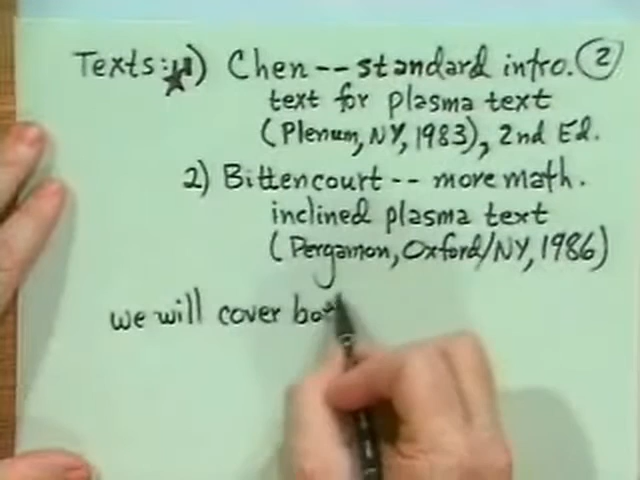 Texts: 1) Chen -- standard intro. 2
text for plasma text
(Plenum, NY, 1983), 2nd Ed.
2) Bittencourt -- more math.
inclined plasma text
(Pergamon, Oxford/NY, 1986)
we will cover